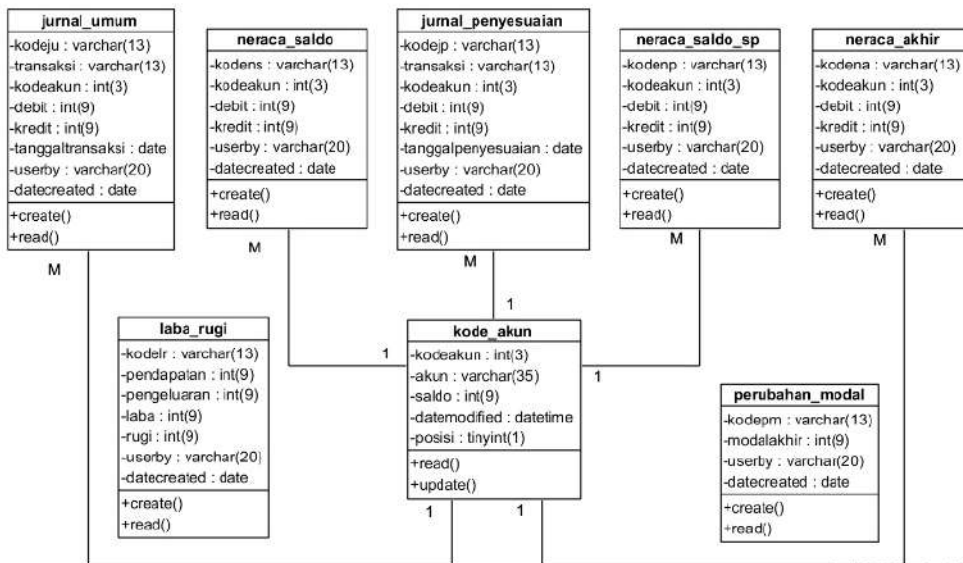 jurnal_umum
-kodeju : varchar(13)
-transaksi : varchar(13)
-kodeakun : int(3)
-debit : int(9)
-kredit : int(9)
-tanggaltransaksi : date
-userby : varchar(20)
-datecreated : date
+create()
+read()
M
neraca_saldo
-kodens : varchar(13)
-kodeakun : int(3)
-debit : int(9)
-kredit : int(9)
-userby : varchar(20)
-datecreated : date
+create()
+read()
M
jurnal_penyesuaian
-kodejp : varchar(13)
-transaksi : varchar(13)
-kodeakun : int(3)
-debit : int(9)
-kredit : int(9)
-tanggalpenyesuaian : date
-userby : varchar(20)
-datecreated : date
+create()
+read()
M
neraca_saldo_sp
-kodenp : varchar(13)
-kodeakun : int(3)
-debit : int(9)
-kredit : int(9)
-userby : varchar(20)
-datecreated : date
+create()
+read()
M
neraca_akhir
-kodena : varchar(13)
-kodeakun : int(3)
-debit : int(9)
-kredit : int(9)
-userby : varchar(20)
-datecreated : date
+create()
+read()
M
laba_rugi
-kodelr : varchar(13)
-pendapatan : int(9)
-pengeluaran : int(9)
-laba : int(9)
-rugi : int(9)
-userby : varchar(20)
-datecreated : date
+create()
+read()
1
1
kode_akun
-kodeakun : int(3)
-akun : varchar(35)
-saldo : int(9)
-datemodified : datetime
-posisi : tinyint(1)
+read()
+update()
1
1
1
perubahan_modal
-kodepm : varchar(13)
-modalakhir : int(9)
-userby : varchar(20)
-datecreated : date
+create()
+read()